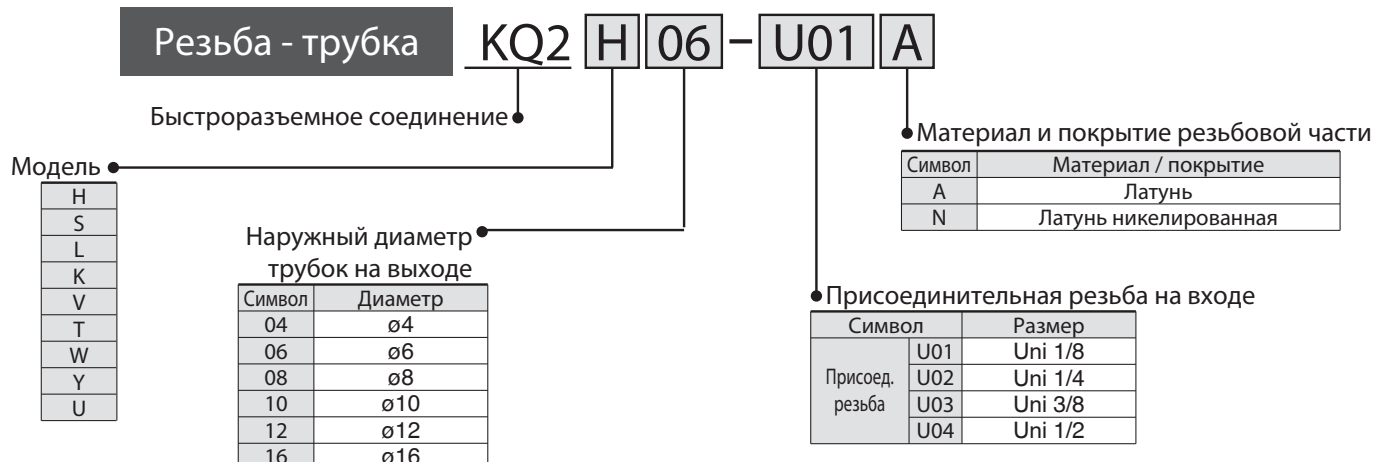 Резьба - трубка KQ2 H 06 - U01 A
Быстроразъемное соединение
Модель
H
S
L
K
V
T
W
Y
U
Наружный диаметр
трубок на выходе
Символ Диаметр
04 ø4
06 ø6
08 ø8
10 ø10
12 ø12
16 ø16
Материал и покрытие резьбовой части
Символ Материал / покрытие
A Латунь
N Латунь никелированная
Присоединительная резьба на входе
Символ Размер
Присоед.
резьба
U01 Uni 1/8
U02 Uni 1/4
U03 Uni 3/8
U04 Uni 1/2